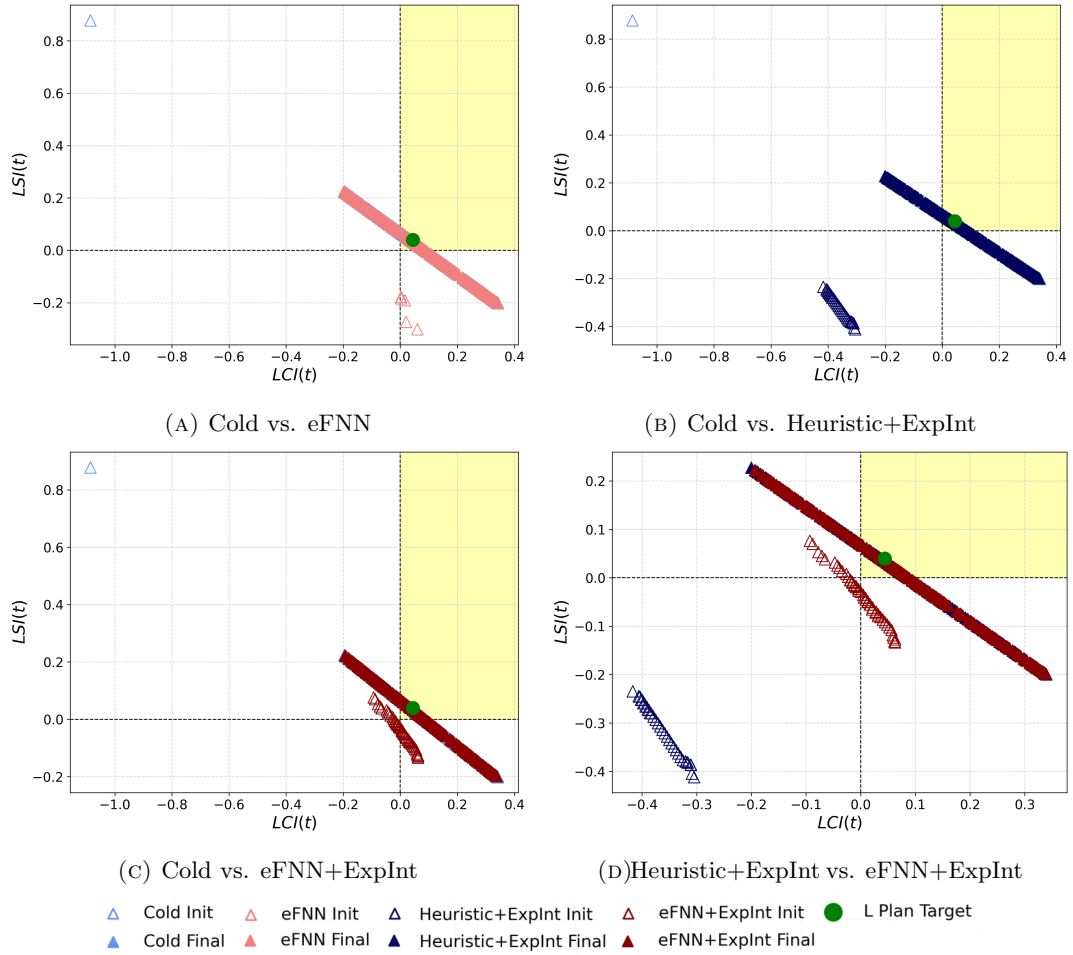 0.8
0.6
0.4
0.2
0.0
−0.2
LSI(t)
−1.0 −0.8 −0.6 −0.4 −0.2 0.0 0.2 0.4
LCI(t)
(A) Cold vs. eFNN
0.8
0.6
0.4
0.2
0.0
−0.2
−0.4
LSI(t)
−1.0 −0.8 −0.6 −0.4 −0.2 0.0 0.2 0.4
LCI(t)
(B) Cold vs. Heuristic+ExpInt
0.8
0.6
0.4
0.2
0.0
−0.2
LSI(t)
−1.0 −0.8 −0.6 −0.4 −0.2 0.0 0.2 0.4
LCI(t)
(C) Cold vs. eFNN+ExpInt
0.2
0.1
0.0
−0.1
−0.2
−0.3
−0.4
LSI(t)
−0.4 −0.3 −0.2 −0.1 0.0 0.1 0.2 0.3
LCI(t)
(D)Heuristic+ExpInt vs. eFNN+ExpInt
Cold Init eFNN Init Heuristic+ExpInt Init eFNN+ExpInt Init L Plan Target
Cold Final eFNN Final Heuristic+ExpInt Final eFNN+ExpInt Final